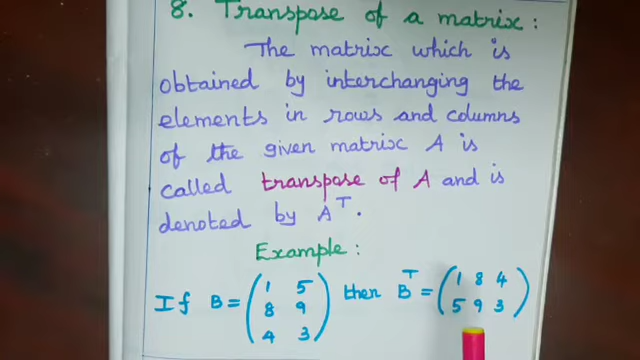 8. Transpose of a matrix :
The matrix which is
obtained by interchanging the
elements in rows and columns
of the given matrix A is
called transpose of A and is
denoted by Aᵀ.
Example :
If B = (1 5
8 9
4 3) then Bᵀ = (1 8 4
5 9 3)